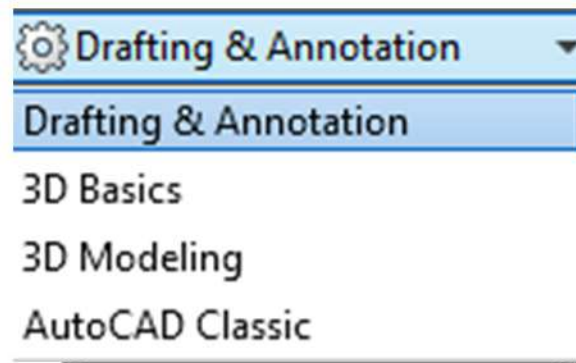 Drafting & Annotation
Drafting & Annotation
3D Basics
3D Modeling
AutoCAD Classic